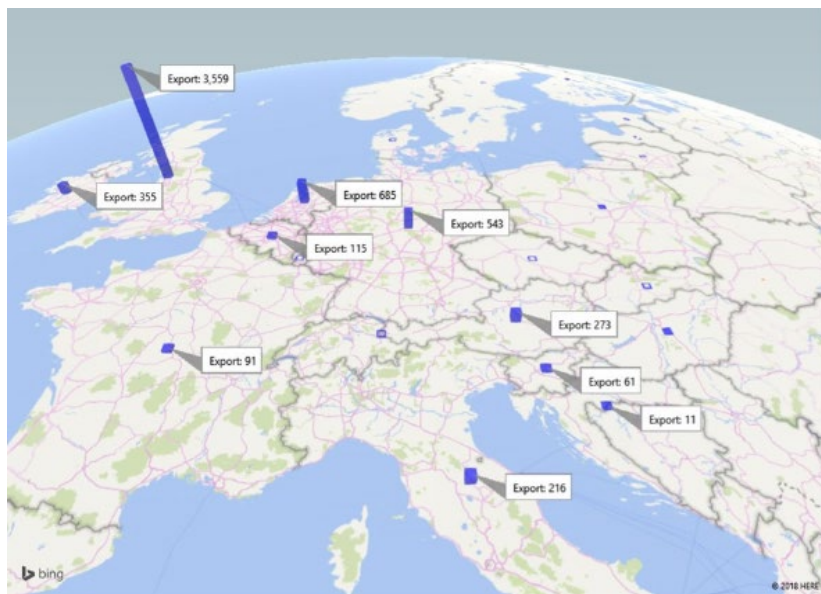 Export: 3,559
Export: 355
Export: 685
Export: 543
Export: 115
Export: 273
Export: 91
Export: 61
Export: 11
Export: 216
bing
© 2018 HERE